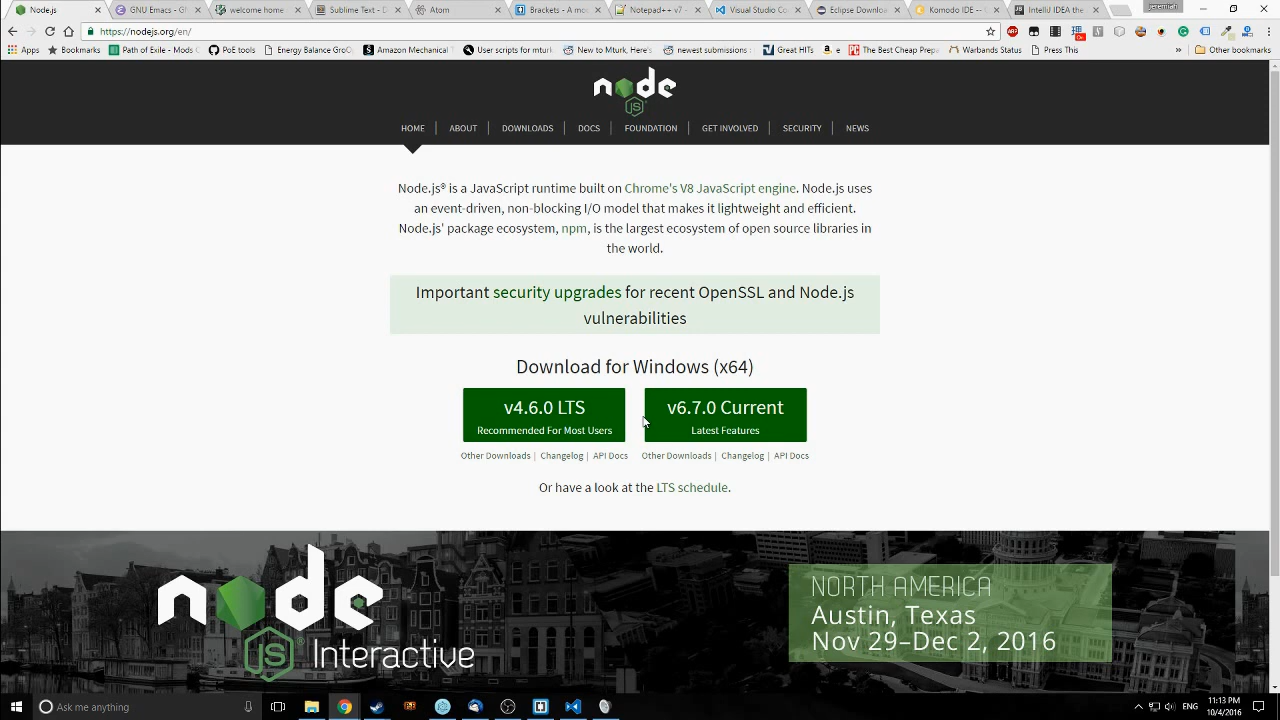 Node.js
GNU Emacs - G
welcome home
Sublime Text - D
Atom
Brackets - A mo
Notepad++ v7 -
Visual Studio Co
Eclipse Downloa
Komodo IDE --
IntelliJ IDEA the
jeremiah
https://nodejs.org/en/
Apps
Bookmarks
Path of Exile - Mods
PoE tools
Energy Balance GroC
Amazon Mechanical T
User scripts for mturk
New to Mturk, Here's
newest submissions :
Great HITs
e
The Best Cheap Prepa
Warbands Status
Press This
Other bookmarks
node
JS
HOME
ABOUT
DOWNLOADS
DOCS
FOUNDATION
GET INVOLVED
SECURITY
NEWS
Node.js® is a JavaScript runtime built on Chrome's V8 JavaScript engine. Node.js uses
an event-driven, non-blocking I/O model that makes it lightweight and efficient.
Node.js' package ecosystem, npm, is the largest ecosystem of open source libraries in
the world.
Important security upgrades for recent OpenSSL and Node.js
vulnerabilities
Download for Windows (x64)
v4.6.0 LTS
Recommended For Most Users
v6.7.0 Current
Latest Features
Other Downloads | Changelog | API Docs
Other Downloads | Changelog | API Docs
Or have a look at the LTS schedule.
node
JS
Interactive
NORTH AMERICA
Austin, Texas
Nov 29–Dec 2, 2016
Ask me anything
ENG
11:13 PM
10/4/2016